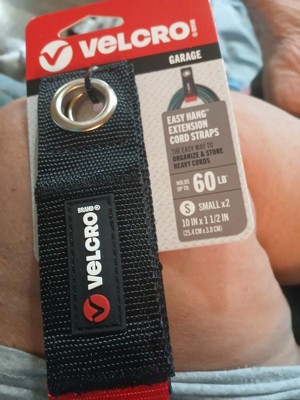 VELCRO!
GARAGE
EASY HANG
EXTENSION
CORD STRAPS
THE EASY WAY TO
ORGANIZE & STORE
HEAVY CORDS
HOLDS
UP TO 60 LB
S SMALL x2
10 IN x 1 1/2 IN
(25.4 CM x 3.8 CM)
VELCRO!
BRAND®